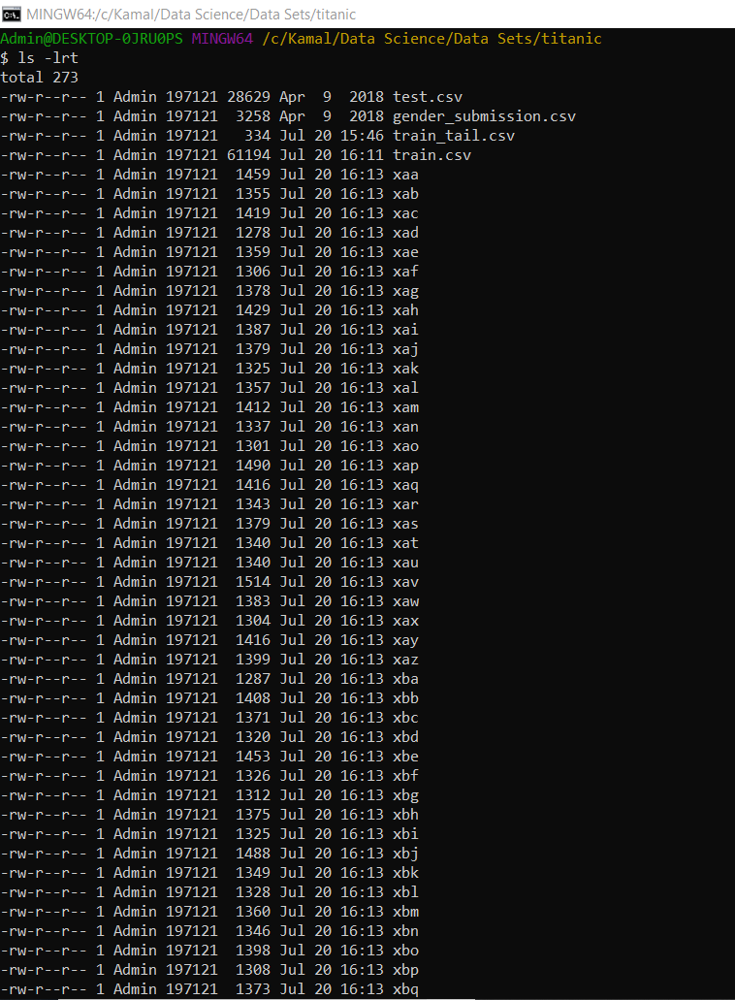 MINGW64:/c/Kamal/Data Science/Data Sets/titanic
Admin@DESKTOP-0JRU0PS MINGW64 /c/Kamal/Data Science/Data Sets/titanic
$ ls -lrt
total 273
-rw-r--r-- 1 Admin 197121 28629 Apr  9  2018 test.csv
-rw-r--r-- 1 Admin 197121  3258 Apr  9  2018 gender_submission.csv
-rw-r--r-- 1 Admin 197121   334 Jul 20 15:46 train_tail.csv
-rw-r--r-- 1 Admin 197121 61194 Jul 20 16:11 train.csv
-rw-r--r-- 1 Admin 197121  1459 Jul 20 16:13 xaa
-rw-r--r-- 1 Admin 197121  1355 Jul 20 16:13 xab
-rw-r--r-- 1 Admin 197121  1419 Jul 20 16:13 xac
-rw-r--r-- 1 Admin 197121  1278 Jul 20 16:13 xad
-rw-r--r-- 1 Admin 197121  1359 Jul 20 16:13 xae
-rw-r--r-- 1 Admin 197121  1306 Jul 20 16:13 xaf
-rw-r--r-- 1 Admin 197121  1378 Jul 20 16:13 xag
-rw-r--r-- 1 Admin 197121  1429 Jul 20 16:13 xah
-rw-r--r-- 1 Admin 197121  1387 Jul 20 16:13 xai
-rw-r--r-- 1 Admin 197121  1379 Jul 20 16:13 xaj
-rw-r--r-- 1 Admin 197121  1325 Jul 20 16:13 xak
-rw-r--r-- 1 Admin 197121  1357 Jul 20 16:13 xal
-rw-r--r-- 1 Admin 197121  1412 Jul 20 16:13 xam
-rw-r--r-- 1 Admin 197121  1337 Jul 20 16:13 xan
-rw-r--r-- 1 Admin 197121  1301 Jul 20 16:13 xao
-rw-r--r-- 1 Admin 197121  1490 Jul 20 16:13 xap
-rw-r--r-- 1 Admin 197121  1416 Jul 20 16:13 xaq
-rw-r--r-- 1 Admin 197121  1343 Jul 20 16:13 xar
-rw-r--r-- 1 Admin 197121  1379 Jul 20 16:13 xas
-rw-r--r-- 1 Admin 197121  1340 Jul 20 16:13 xat
-rw-r--r-- 1 Admin 197121  1340 Jul 20 16:13 xau
-rw-r--r-- 1 Admin 197121  1514 Jul 20 16:13 xav
-rw-r--r-- 1 Admin 197121  1383 Jul 20 16:13 xaw
-rw-r--r-- 1 Admin 197121  1304 Jul 20 16:13 xax
-rw-r--r-- 1 Admin 197121  1416 Jul 20 16:13 xay
-rw-r--r-- 1 Admin 197121  1399 Jul 20 16:13 xaz
-rw-r--r-- 1 Admin 197121  1287 Jul 20 16:13 xba
-rw-r--r-- 1 Admin 197121  1408 Jul 20 16:13 xbb
-rw-r--r-- 1 Admin 197121  1371 Jul 20 16:13 xbc
-rw-r--r-- 1 Admin 197121  1320 Jul 20 16:13 xbd
-rw-r--r-- 1 Admin 197121  1453 Jul 20 16:13 xbe
-rw-r--r-- 1 Admin 197121  1326 Jul 20 16:13 xbf
-rw-r--r-- 1 Admin 197121  1312 Jul 20 16:13 xbg
-rw-r--r-- 1 Admin 197121  1375 Jul 20 16:13 xbh
-rw-r--r-- 1 Admin 197121  1325 Jul 20 16:13 xbi
-rw-r--r-- 1 Admin 197121  1488 Jul 20 16:13 xbj
-rw-r--r-- 1 Admin 197121  1349 Jul 20 16:13 xbk
-rw-r--r-- 1 Admin 197121  1328 Jul 20 16:13 xbl
-rw-r--r-- 1 Admin 197121  1360 Jul 20 16:13 xbm
-rw-r--r-- 1 Admin 197121  1346 Jul 20 16:13 xbn
-rw-r--r-- 1 Admin 197121  1398 Jul 20 16:13 xbo
-rw-r--r-- 1 Admin 197121  1308 Jul 20 16:13 xbp
-rw-r--r-- 1 Admin 197121  1373 Jul 20 16:13 xbq